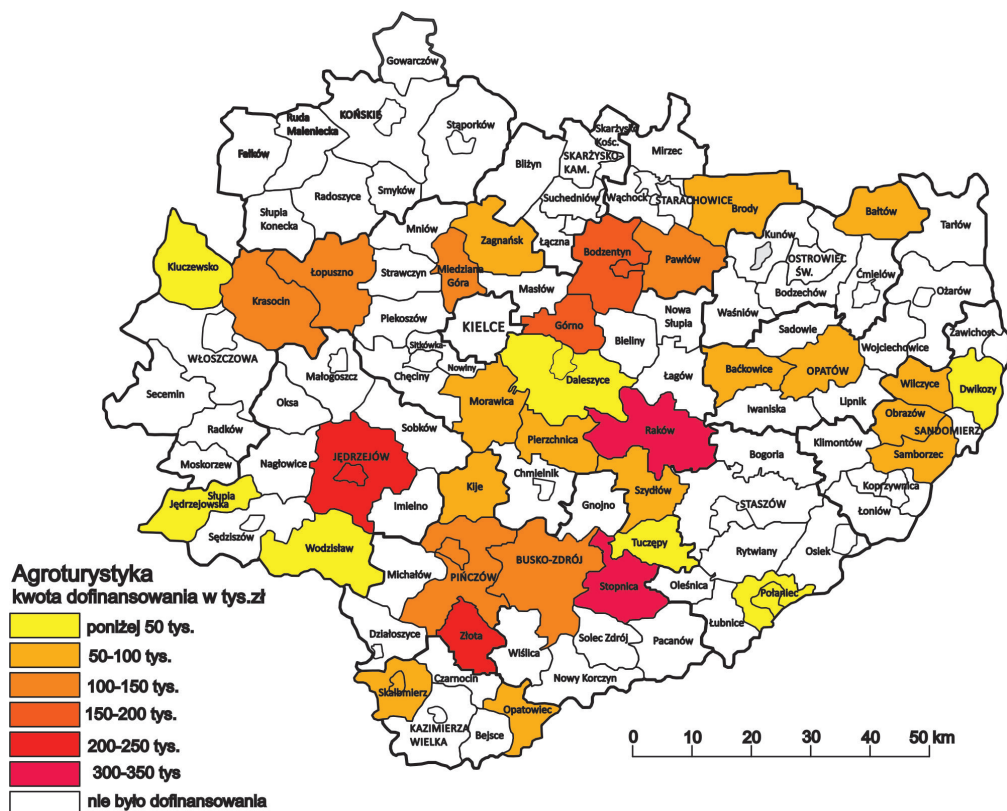 Gowarczów
KOŃSKIE
Ruda
Maleniecka
Stąporków
Fałków
Skarżysko
Kośc.
SKARŻYSKO-
KAM.
Mirzec
Bliżyn
Radoszyce
Smyków
Suchedniów
Wąchock
STARACHOWICE
Brody
Bałtów
Tarłów
Słupia
Konecka
Mniów
Zagnańsk
Łączna
Bodzentyn
Pawłów
Kunów
OSTROWIEC
ŚW.
Ćmielów
Kluczewsko
Łopuszno
Strawczyn
Miedziana
Góra
Masłów
Bodzechów
Ożarów
Krasocin
Piekoszów
KIELCE
Górno
Nowa
Słupia
Waśniów
Sadowie
Zawichost
Wojciechowice
WŁOSZCZOWA
Sitkówka-
Nowiny
Bieliny
Małogoszcz
Chęciny
Daleszyce
Łagów
Baćkowice
OPATÓW
Wilczyce
Dwikozy
Secemin
Oksa
Morawica
Iwaniska
Lipnik
Obrazów
SANDOMIERZ
Radków
Sobków
Pierzchnica
Raków
Klimontów
Samborzec
Moskorzew
Nagłowice
JĘDRZEJÓW
Bogoria
Chmielnik
Kije
Szydłów
Koprzywnica
Słupia
Jędrzejowska
Imielno
Gnojno
STASZÓW
Łoniów
Sędziszów
Wodzisław
Tuczępy
Rytwiany
Osiek
Michałów
PIŃCZÓW
BUSKO-ZDRÓJ
Stopnica
Oleśnica
Połaniec
Łubnice
Działoszyce
Złota
Wiślica
Solec Zdrój
Pacanów
Czarnocin
Nowy Korczyn
Skalbmierz
Opatowiec
KAZIMIERZA
WIELKA
Bejsce
Agroturystyka
kwota dofinansowania w tys.zł
poniżej 50 tys.
50-100 tys.
100-150 tys.
150-200 tys.
200-250 tys.
300-350 tys
nie było dofinansowania
0 10 20 30 40 50 km